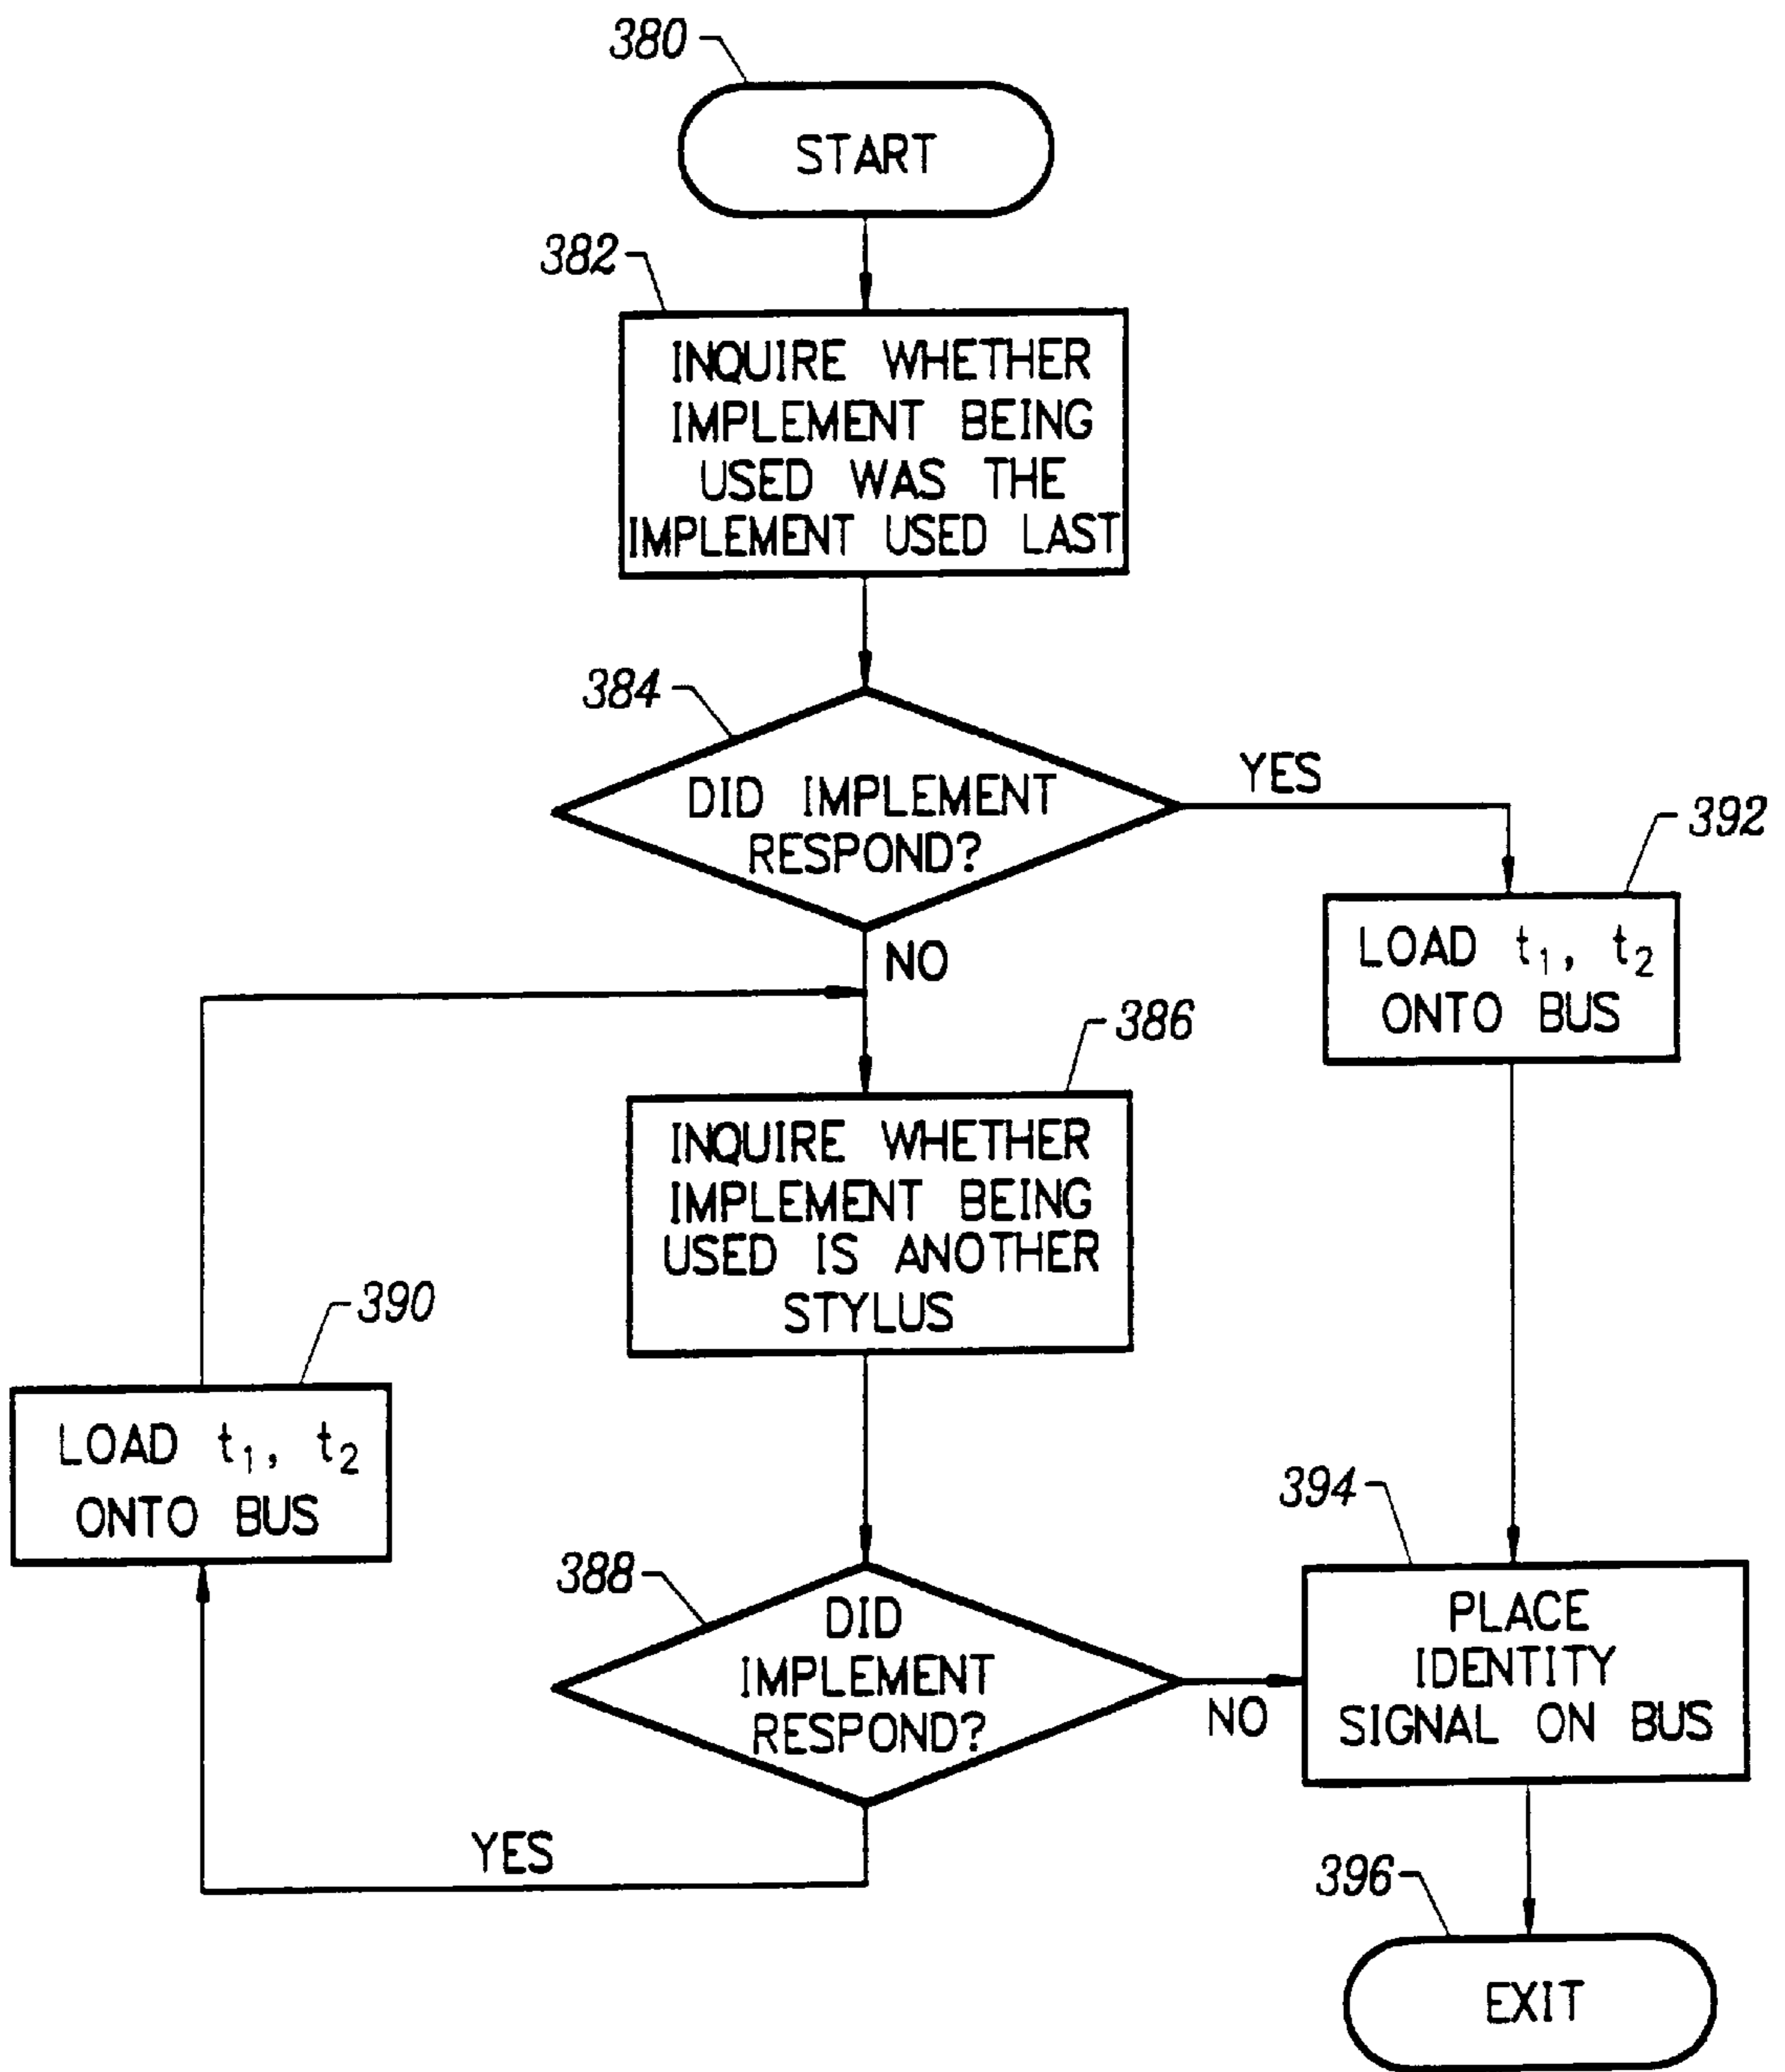 380
START
382
INQUIRE WHETHER
IMPLEMENT BEING
USED WAS THE
IMPLEMENT USED LAST
384
DID IMPLEMENT
RESPOND?
YES
392
LOAD t₁, t₂
ONTO BUS
NO
386
INQUIRE WHETHER
IMPLEMENT BEING
USED IS ANOTHER
STYLUS
390
LOAD t₁, t₂
ONTO BUS
388
DID
IMPLEMENT
RESPOND?
NO
YES
394
PLACE
IDENTITY
SIGNAL ON BUS
396
EXIT